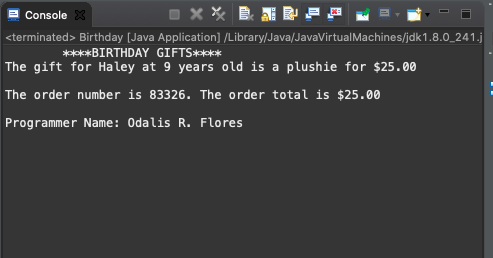 Console
<terminated> Birthday [Java Application] /Library/Java/JavaVirtualMachines/jdk1.8.0_241.j
****BIRTHDAY GIFTS****
The gift for Haley at 9 years old is a plushie for $25.00
The order number is 83326. The order total is $25.00
Programmer Name: Odalis R. Flores